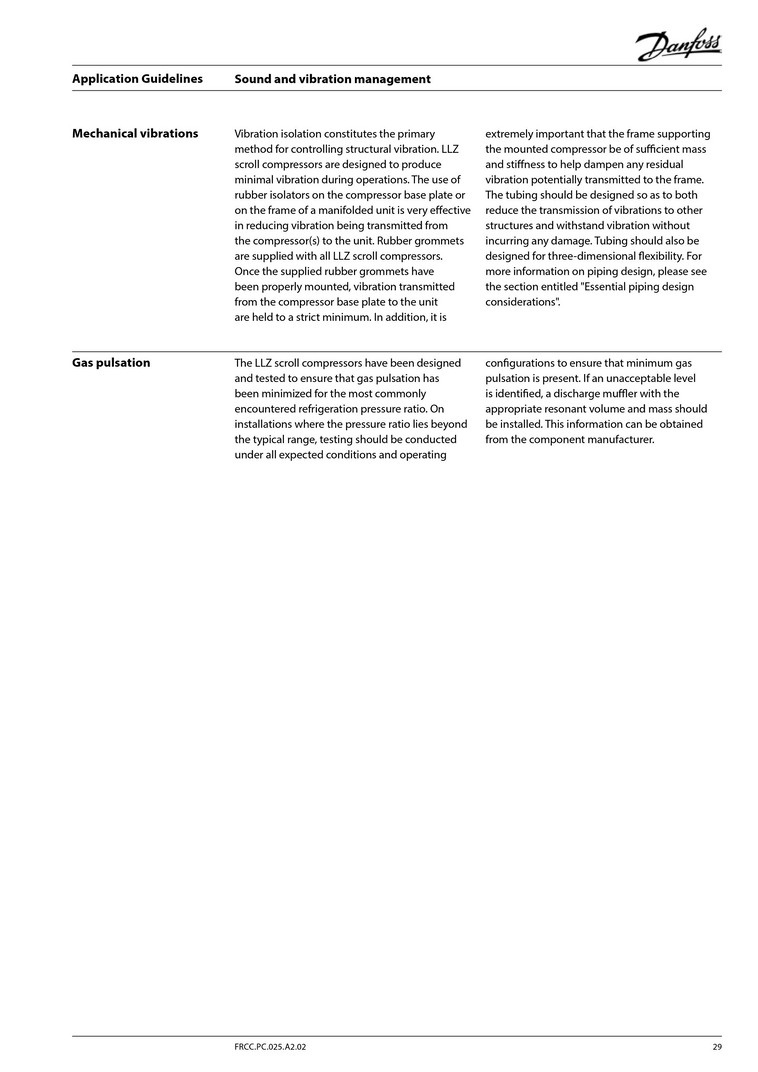 Danfoss
Application Guidelines
Sound and vibration management
Mechanical vibrations
Vibration isolation constitutes the primary
method for controlling structural vibration. LLZ
scroll compressors are designed to produce
minimal vibration during operations. The use of
rubber isolators on the compressor base plate or
on the frame of a manifolded unit is very effective
in reducing vibration being transmitted from
the compressor(s) to the unit. Rubber grommets
are supplied with all LLZ scroll compressors.
Once the supplied rubber grommets have
been properly mounted, vibration transmitted
from the compressor base plate to the unit
are held to a strict minimum. In addition, it is
extremely important that the frame supporting
the mounted compressor be of sufficient mass
and stiffness to help dampen any residual
vibration potentially transmitted to the frame.
The tubing should be designed so as to both
reduce the transmission of vibrations to other
structures and withstand vibration without
incurring any damage. Tubing should also be
designed for three-dimensional flexibility. For
more information on piping design, please see
the section entitled "Essential piping design
considerations".
Gas pulsation
The LLZ scroll compressors have been designed
and tested to ensure that gas pulsation has
been minimized for the most commonly
encountered refrigeration pressure ratio. On
installations where the pressure ratio lies beyond
the typical range, testing should be conducted
under all expected conditions and operating
configurations to ensure that minimum gas
pulsation is present. If an unacceptable level
is identified, a discharge muffler with the
appropriate resonant volume and mass should
be installed. This information can be obtained
from the component manufacturer.
FRCC.PC.025.A2.02
29